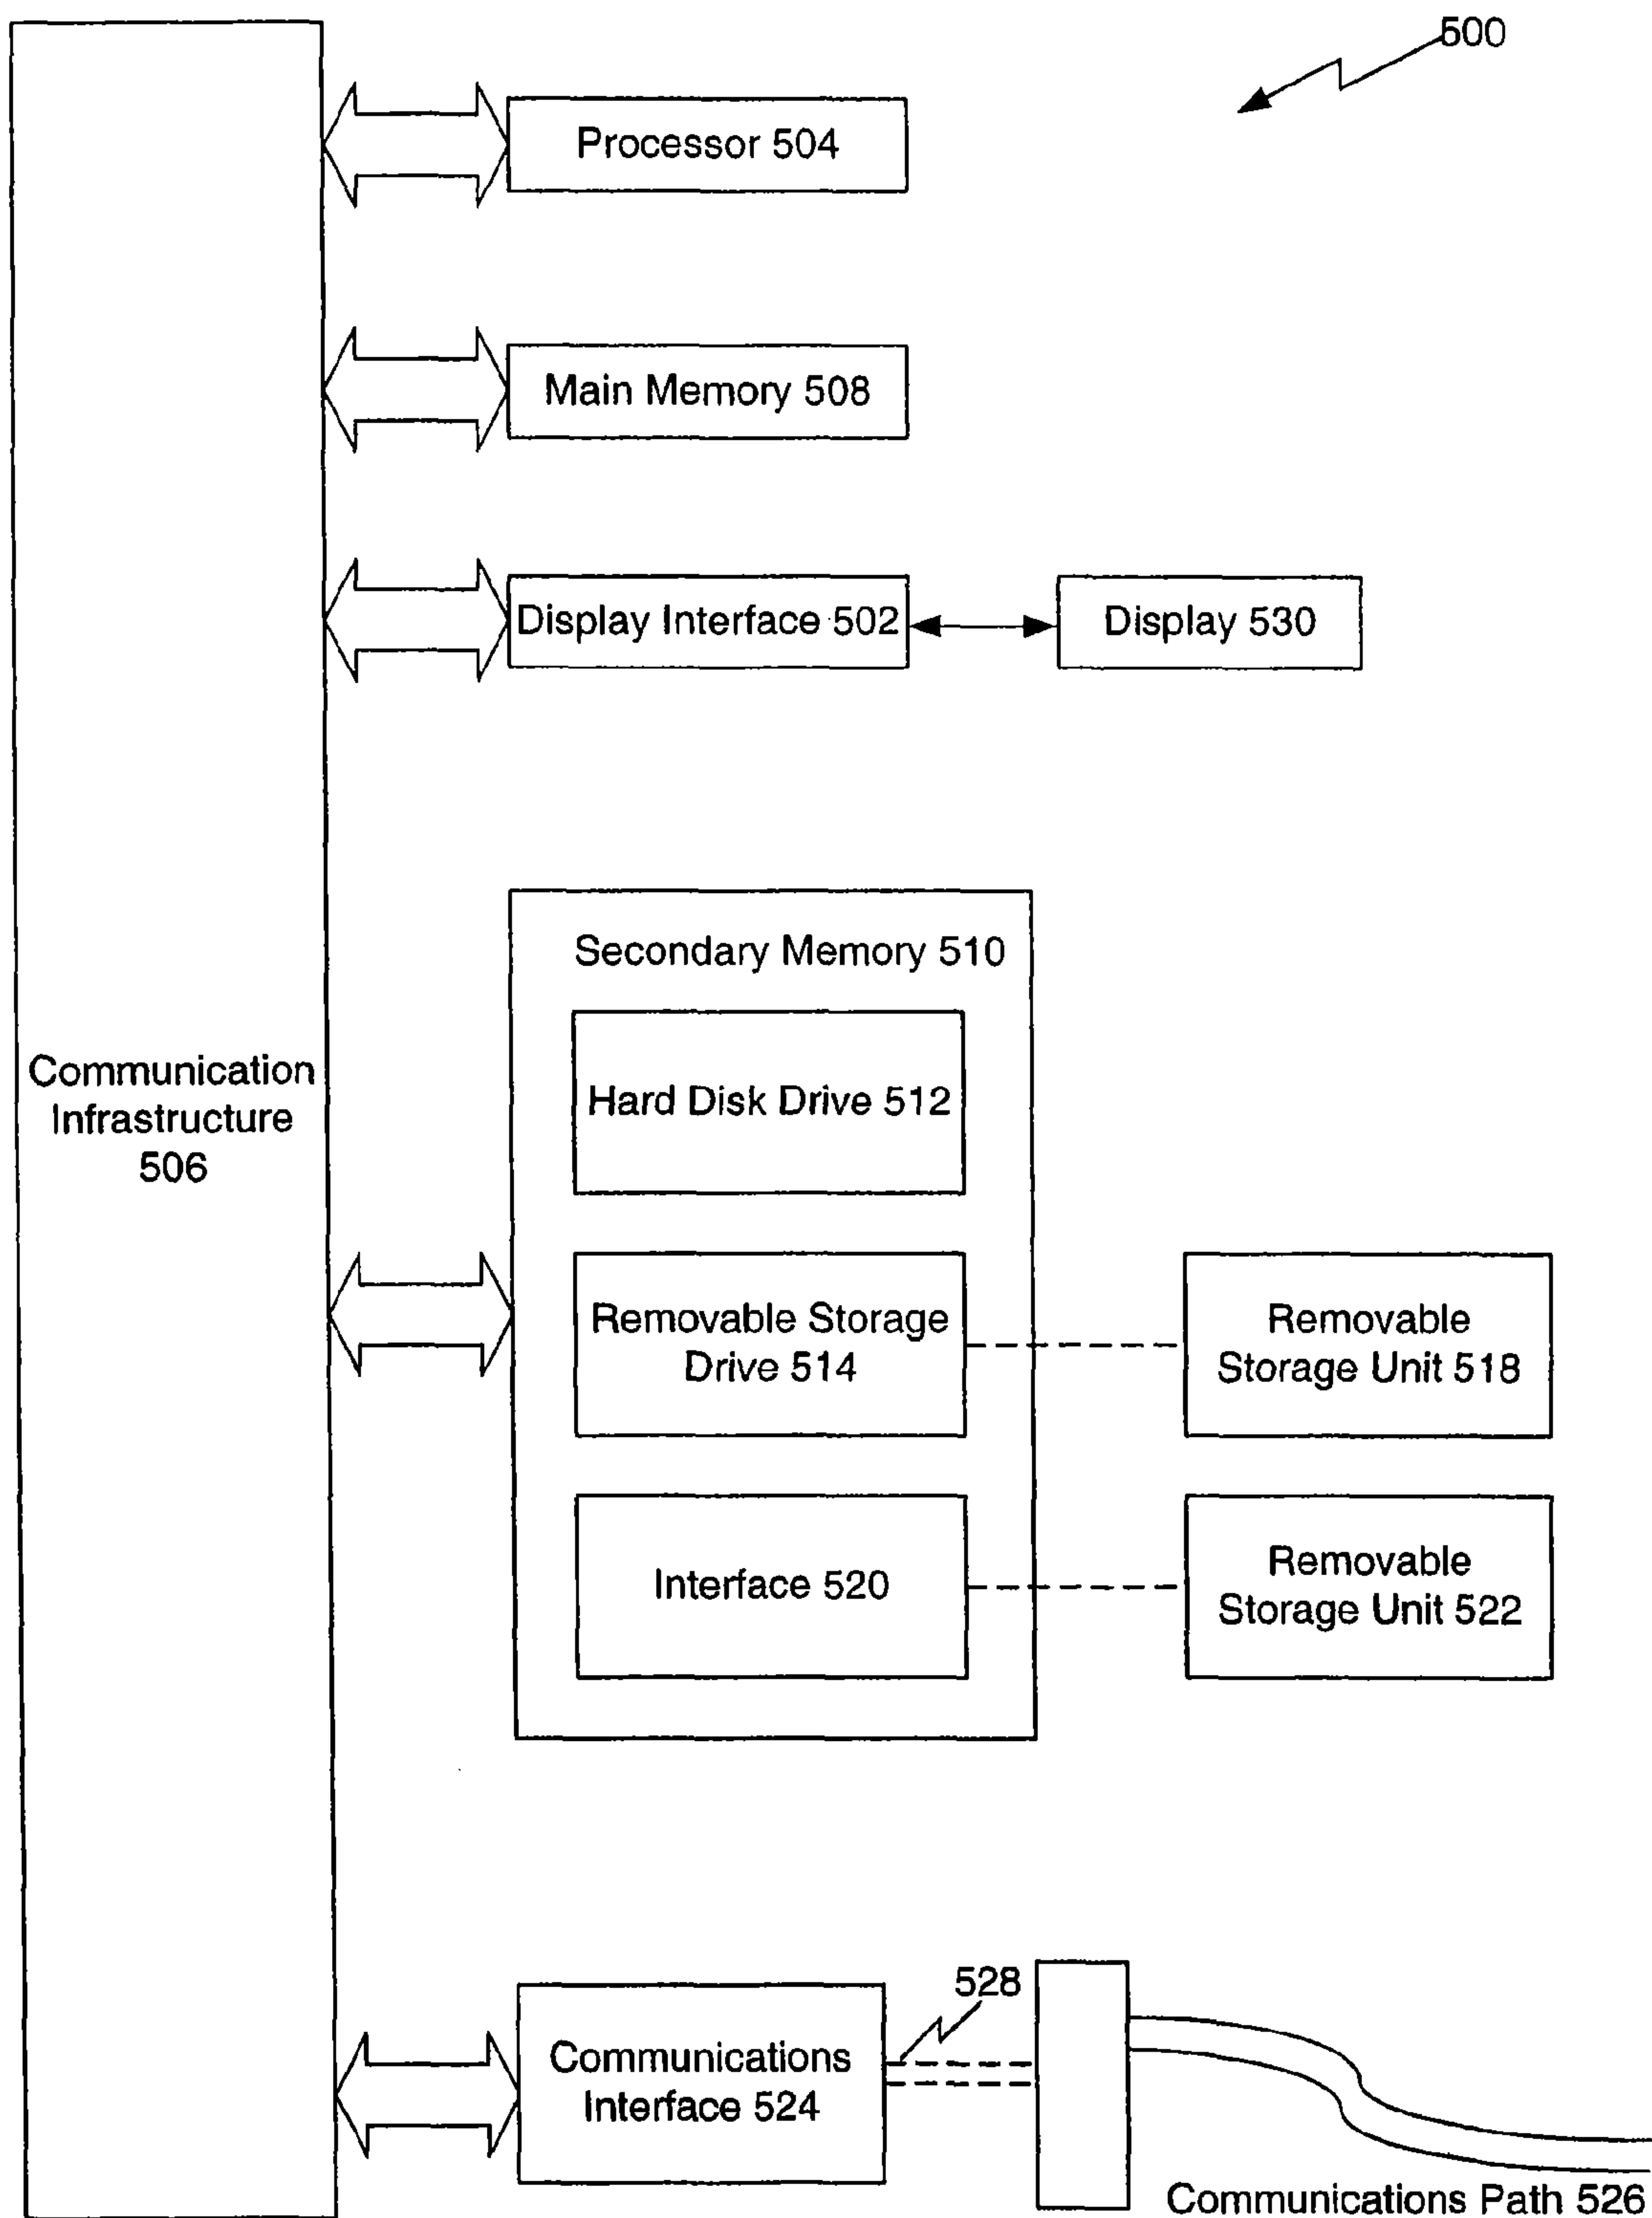 500
Processor 504
Main Memory 508
Display Interface 502
Display 530
Secondary Memory 510
Hard Disk Drive 512
Communication
Infrastructure
506
Removable Storage
Drive 514
Removable
Storage Unit 518
Interface 520
Removable
Storage Unit 522
528
Communications
Interface 524
Communications Path 526